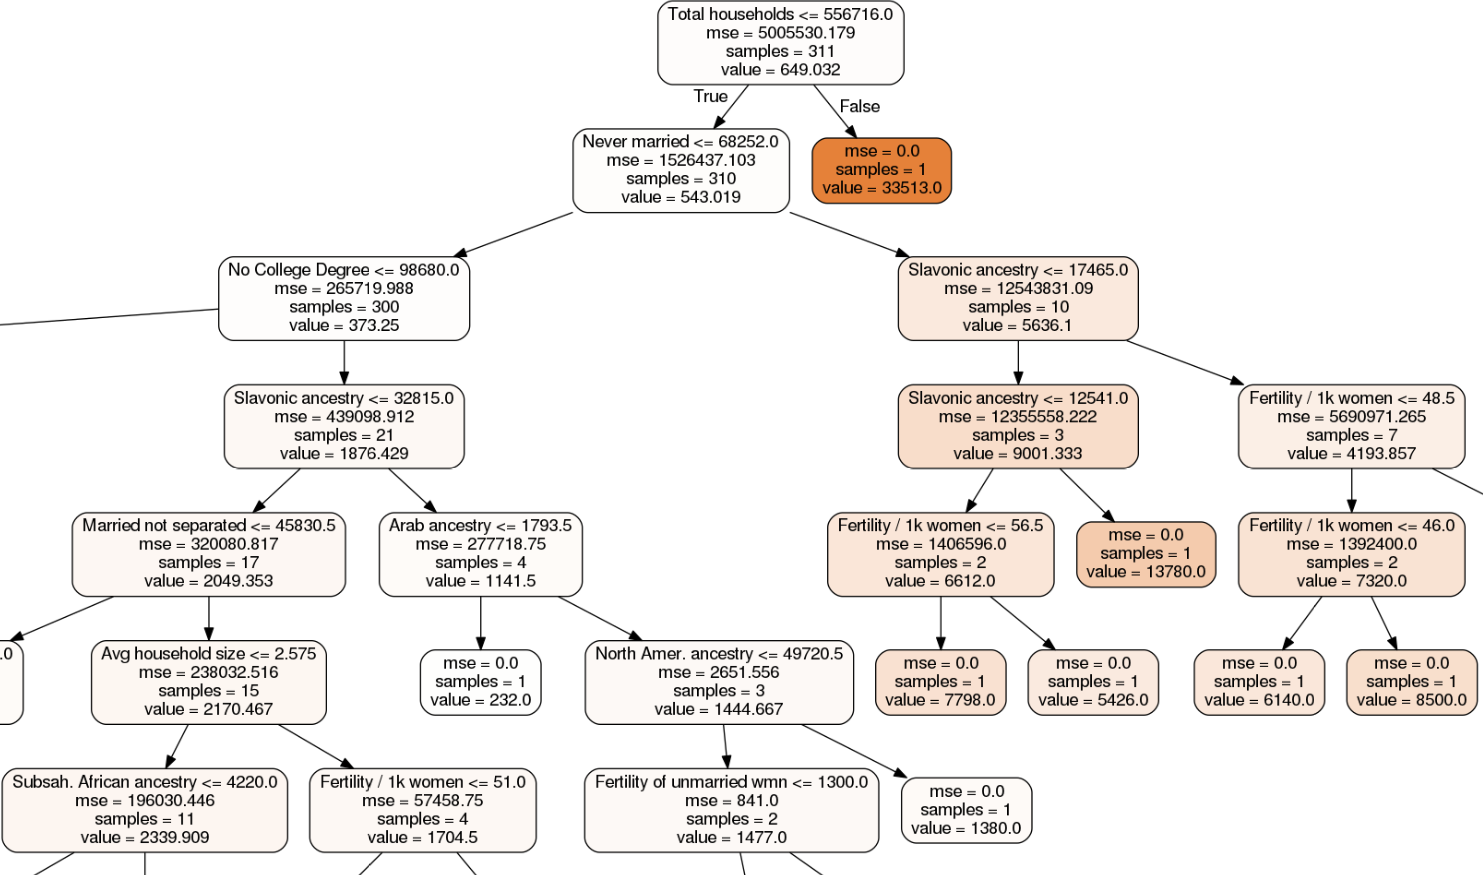 Total households <= 556716.0
mse = 5005530.179
samples = 311
value = 649.032
True
False
Never married <= 68252.0
mse = 1526437.103
samples = 310
value = 543.019
mse = 0.0
samples = 1
value = 33513.0
No College Degree <= 98680.0
mse = 265719.988
samples = 300
value = 373.25
Slavonic ancestry <= 17465.0
mse = 12543831.09
samples = 10
value = 5636.1
Slavonic ancestry <= 32815.0
mse = 439098.912
samples = 21
value = 1876.429
Slavonic ancestry <= 12541.0
mse = 12355558.222
samples = 3
value = 9001.333
Fertility / 1k women <= 48.5
mse = 5690971.265
samples = 7
value = 4193.857
Married not separated <= 45830.5
mse = 320080.817
samples = 17
value = 2049.353
Arab ancestry <= 1793.5
mse = 277718.75
samples = 4
value = 1141.5
Fertility / 1k women <= 56.5
mse = 1406596.0
samples = 2
value = 6612.0
mse = 0.0
samples = 1
value = 13780.0
Fertility / 1k women <= 46.0
mse = 1392400.0
samples = 2
value = 7320.0
.0
Avg household size <= 2.575
mse = 238032.516
samples = 15
value = 2170.467
mse = 0.0
samples = 1
value = 232.0
North Amer. ancestry <= 49720.5
mse = 2651.556
samples = 3
value = 1444.667
mse = 0.0
samples = 1
value = 7798.0
mse = 0.0
samples = 1
value = 5426.0
mse = 0.0
samples = 1
value = 6140.0
mse = 0.0
samples = 1
value = 8500.0
Subsah. African ancestry <= 4220.0
mse = 196030.446
samples = 11
value = 2339.909
Fertility / 1k women <= 51.0
mse = 57458.75
samples = 4
value = 1704.5
Fertility of unmarried wmn <= 1300.0
mse = 841.0
samples = 2
value = 1477.0
mse = 0.0
samples = 1
value = 1380.0